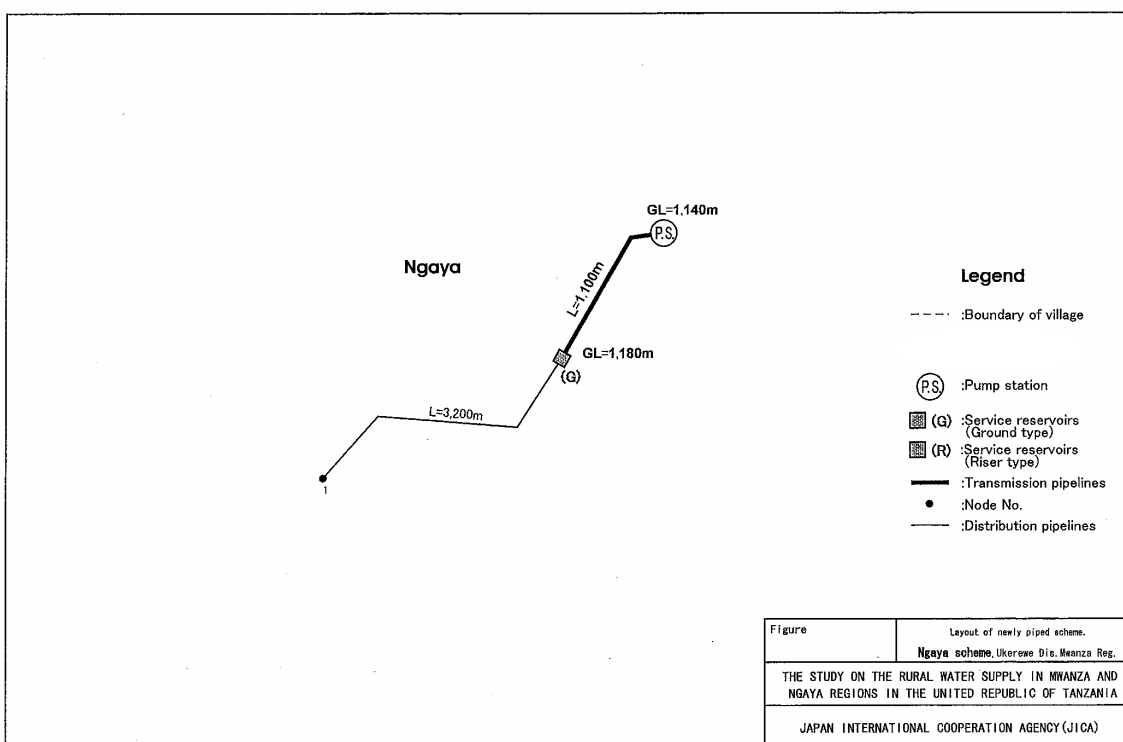 GL=1,140m
P.S.
Ngaya
L=1,100m
GL=1,180m
(G)
L=3,200m
1
Legend
:Boundary of village
P.S. :Pump station
(G) :Service reservoirs
(Ground type)
(R) :Service reservoirs
(Riser type)
:Transmission pipelines
:Node No.
:Distribution pipelines
Figure
Layout of newly piped scheme.
Ngaya scheme, Ukerewe Dis. Mwanza Reg.
THE STUDY ON THE RURAL WATER SUPPLY IN MWANZA AND
NGAYA REGIONS IN THE UNITED REPUBLIC OF TANZANIA
JAPAN INTERNATIONAL COOPERATION AGENCY(JICA)